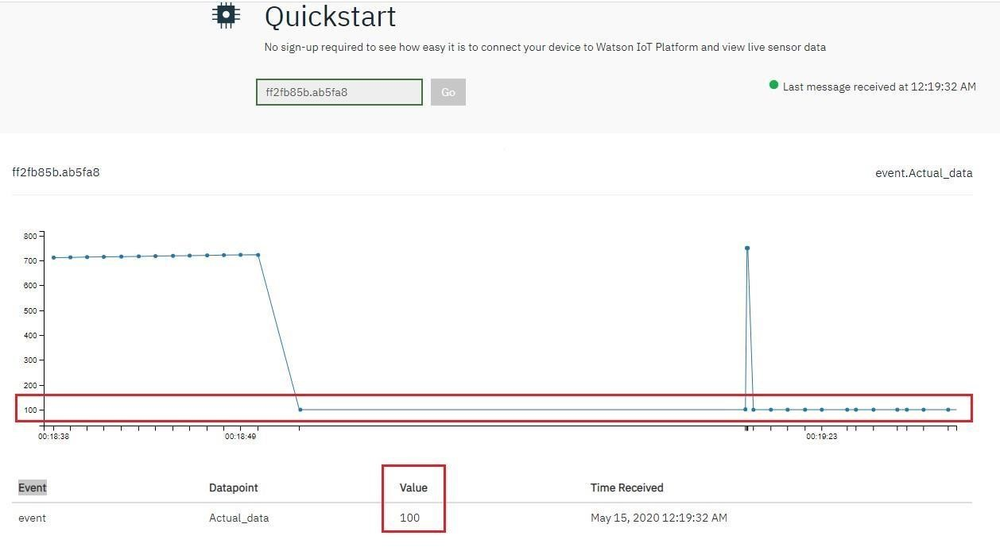 Quickstart
No sign-up required to see how easy it is to connect your device to Watson IoT Platform and view live sensor data
ff2fb85b.ab5fa8 Go
Last message received at 12:19:32 AM
ff2fb85b.ab5fa8 event.Actual_data
800
700
600
500
400
300
200
100
00:18:38 00:18:49 00:19:23
Event Datapoint Value Time Received
event Actual_data 100 May 15, 2020 12:19:32 AM